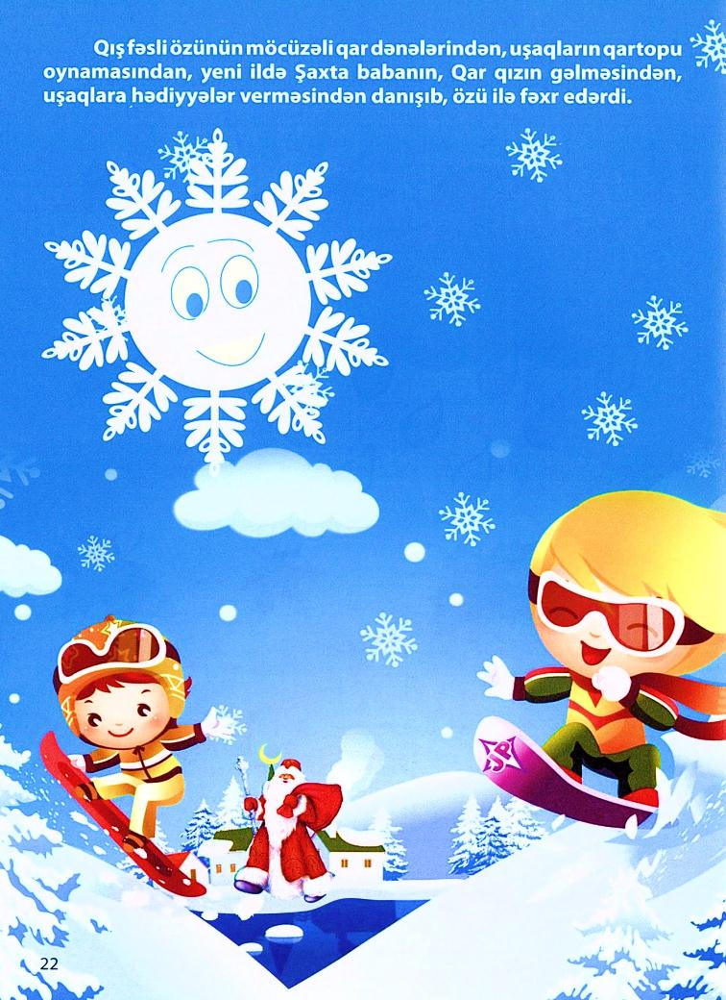 Qış fəsli özünün möcüzəli qar dənələrindən, uşaqların qartopu
oynamasından, yeni ildə Şaxta babanın, Qar qızın gəlməsindən,
uşaqlara hədiyyələr verməsindən danışıb, özü ilə fəxr edərdi.
JP
22